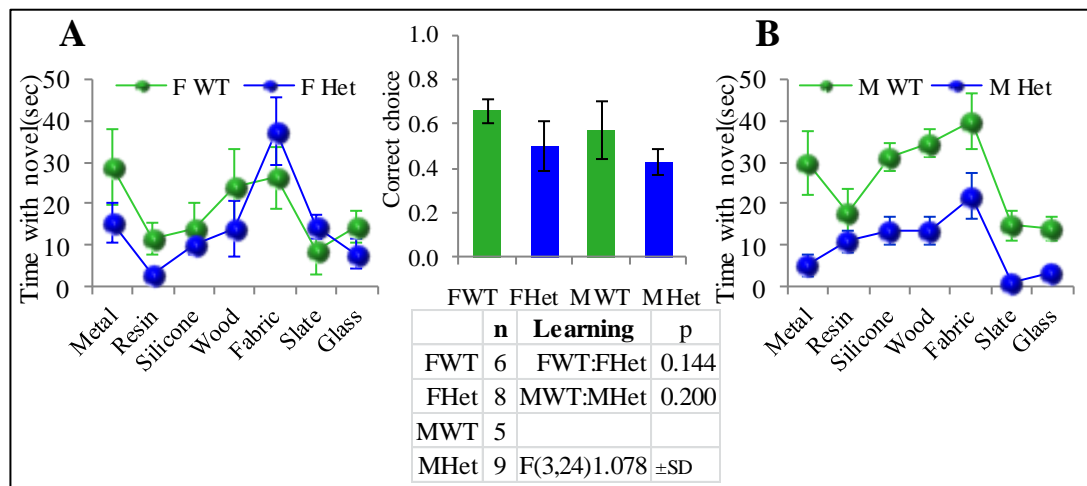 A
F WT F Het
Time with novel(sec)
50
40
30
20
10
0
Metal
Resin
Silicone
Wood
Fabric
Slate
Glass
Correct choice
1.0
0.8
0.6
0.4
0.2
0.0
FWT FHet MWT MHet
n Learning p
FWT 6 FWT:FHet 0.144
FHet 8 MWT:MHet 0.200
MWT 5
MHet 9 F(3,24)1.078 ±SD
B
M WT M Het
Time with novel(sec)
50
40
30
20
10
0
Metal
Resin
Silicone
Wood
Fabric
Slate
Glass